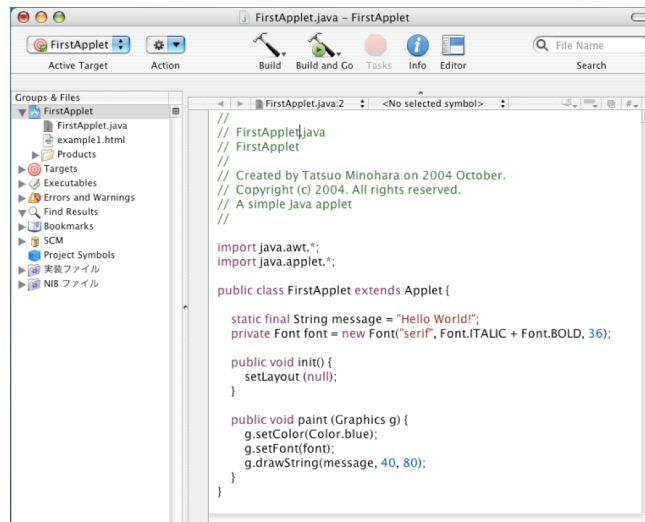 FirstApplet.java – FirstApplet
FirstApplet
Active Target
Action
Build
Build and Go
Tasks
Info
Editor
File Name
Search
Groups & Files
FirstApplet
FirstApplet.java
example1.html
Products
Targets
Executables
Errors and Warnings
Find Results
Bookmarks
SCM
Project Symbols
実装ファイル
NIB ファイル
FirstApplet.java:2 <No selected symbol>
//
// FirstApplet.java
// FirstApplet
//
// Created by Tatsuo Minohara on 2004 October.
// Copyright (c) 2004. All rights reserved.
// A simple Java applet
//
import java.awt.*;
import java.applet.*;
public class FirstApplet extends Applet {
static final String message = "Hello World!";
private Font font = new Font("serif", Font.ITALIC + Font.BOLD, 36);
public void init() {
setLayout (null);
}
public void paint (Graphics g) {
g.setColor(Color.blue);
g.setFont(font);
g.drawString(message, 40, 80);
}
}